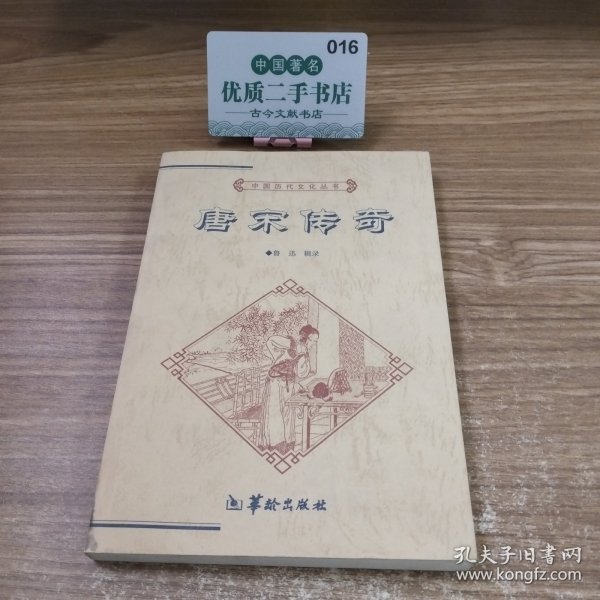 016
中国著名
优质二手书店
古今文献书店
中国历代文化丛书
唐宋传奇
◆鲁 迅 辑录
华龄出版社
孔夫子旧书网
www.kongfz.com